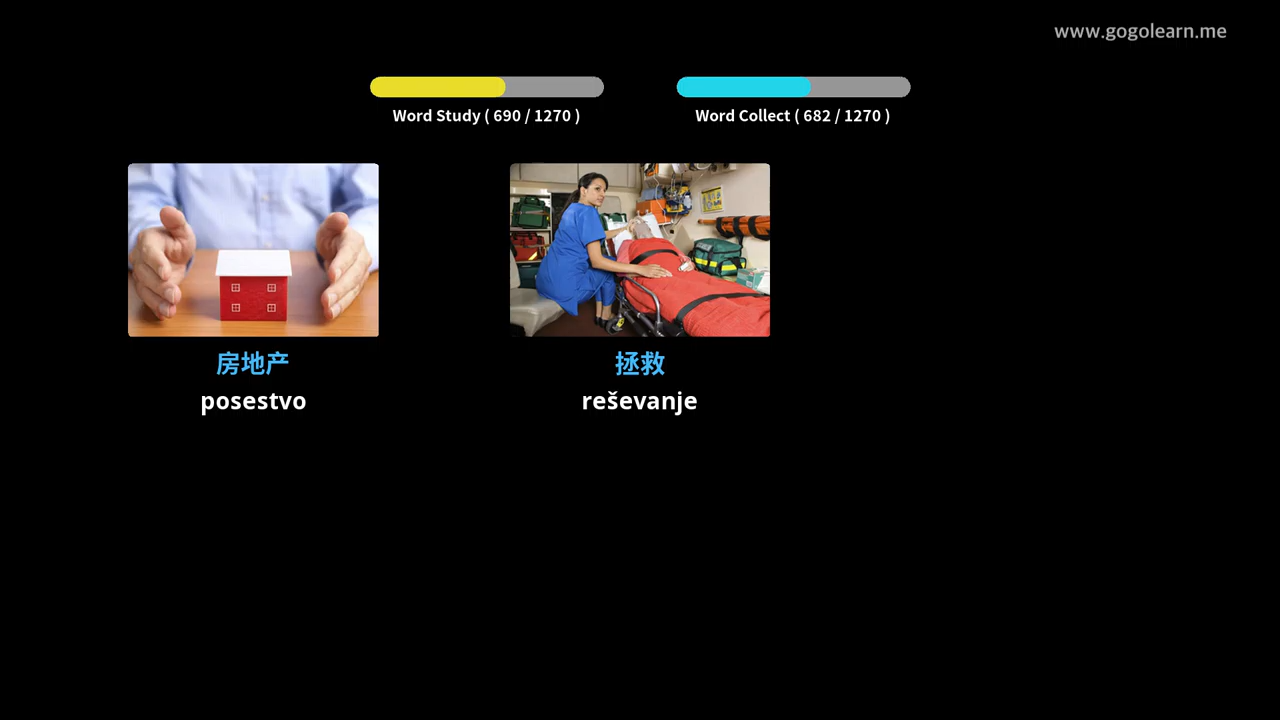 www.gogolearn.me
Word Study ( 690 / 1270 )
Word Collect ( 682 / 1270 )
房地产
posestvo
拯救
reševanje